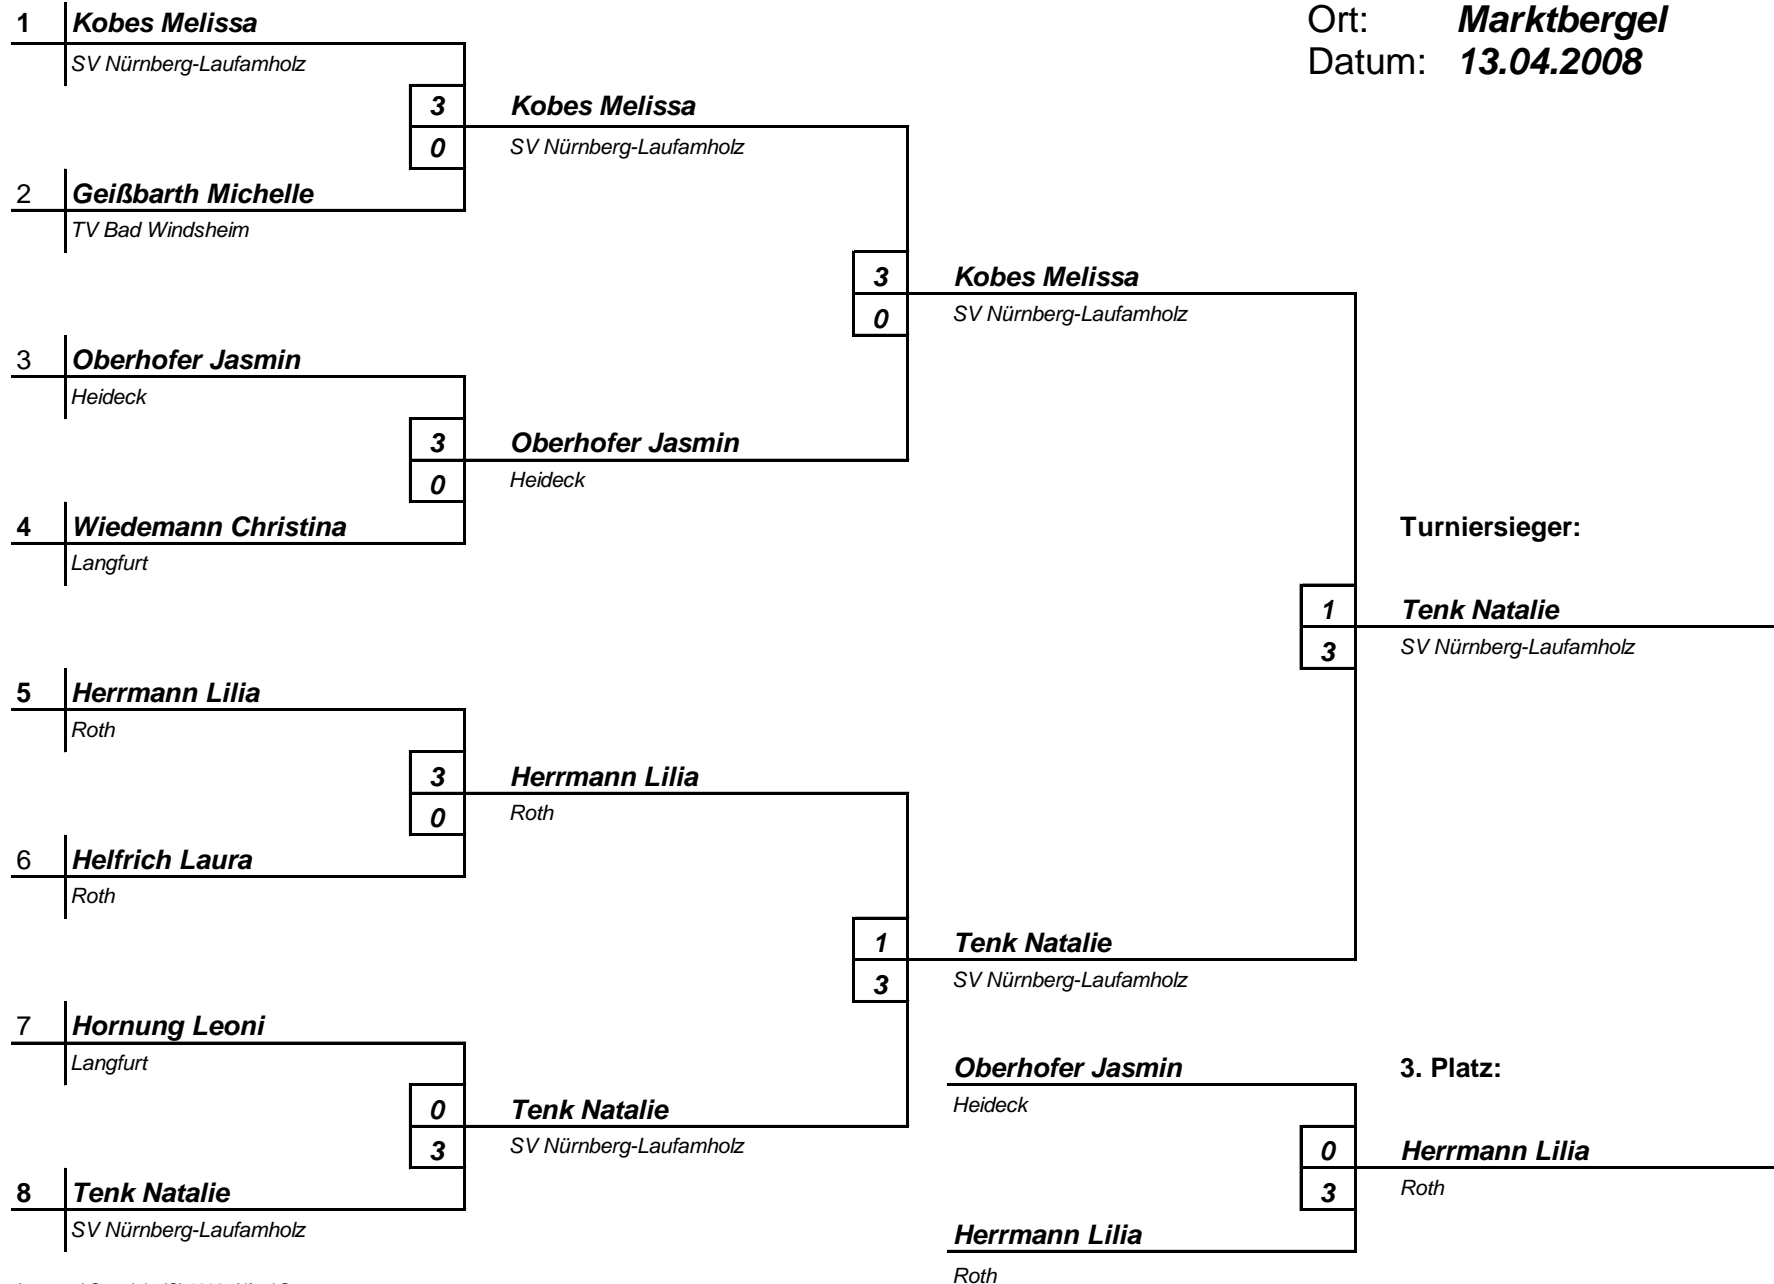 Ort: Marktbergel
Datum: 13.04.2008
1 Kobes Melissa
SV Nürnberg-Laufamholz
3 Kobes Melissa
0 SV Nürnberg-Laufamholz
2 Geißbarth Michelle
TV Bad Windsheim
3 Kobes Melissa
0 SV Nürnberg-Laufamholz
3 Oberhofer Jasmin
Heideck
3 Oberhofer Jasmin
0 Heideck
4 Wiedemann Christina
Langfurt
Turniersieger:
1 Tenk Natalie
3 SV Nürnberg-Laufamholz
5 Herrmann Lilia
Roth
3 Herrmann Lilia
0 Roth
6 Helfrich Laura
Roth
1 Tenk Natalie
3 SV Nürnberg-Laufamholz
7 Hornung Leoni
Langfurt
Oberhofer Jasmin
Heideck
3. Platz:
0 Tenk Natalie
3 SV Nürnberg-Laufamholz
0 Herrmann Lilia
3 Roth
8 Tenk Natalie
SV Nürnberg-Laufamholz
Herrmann Lilia
Roth